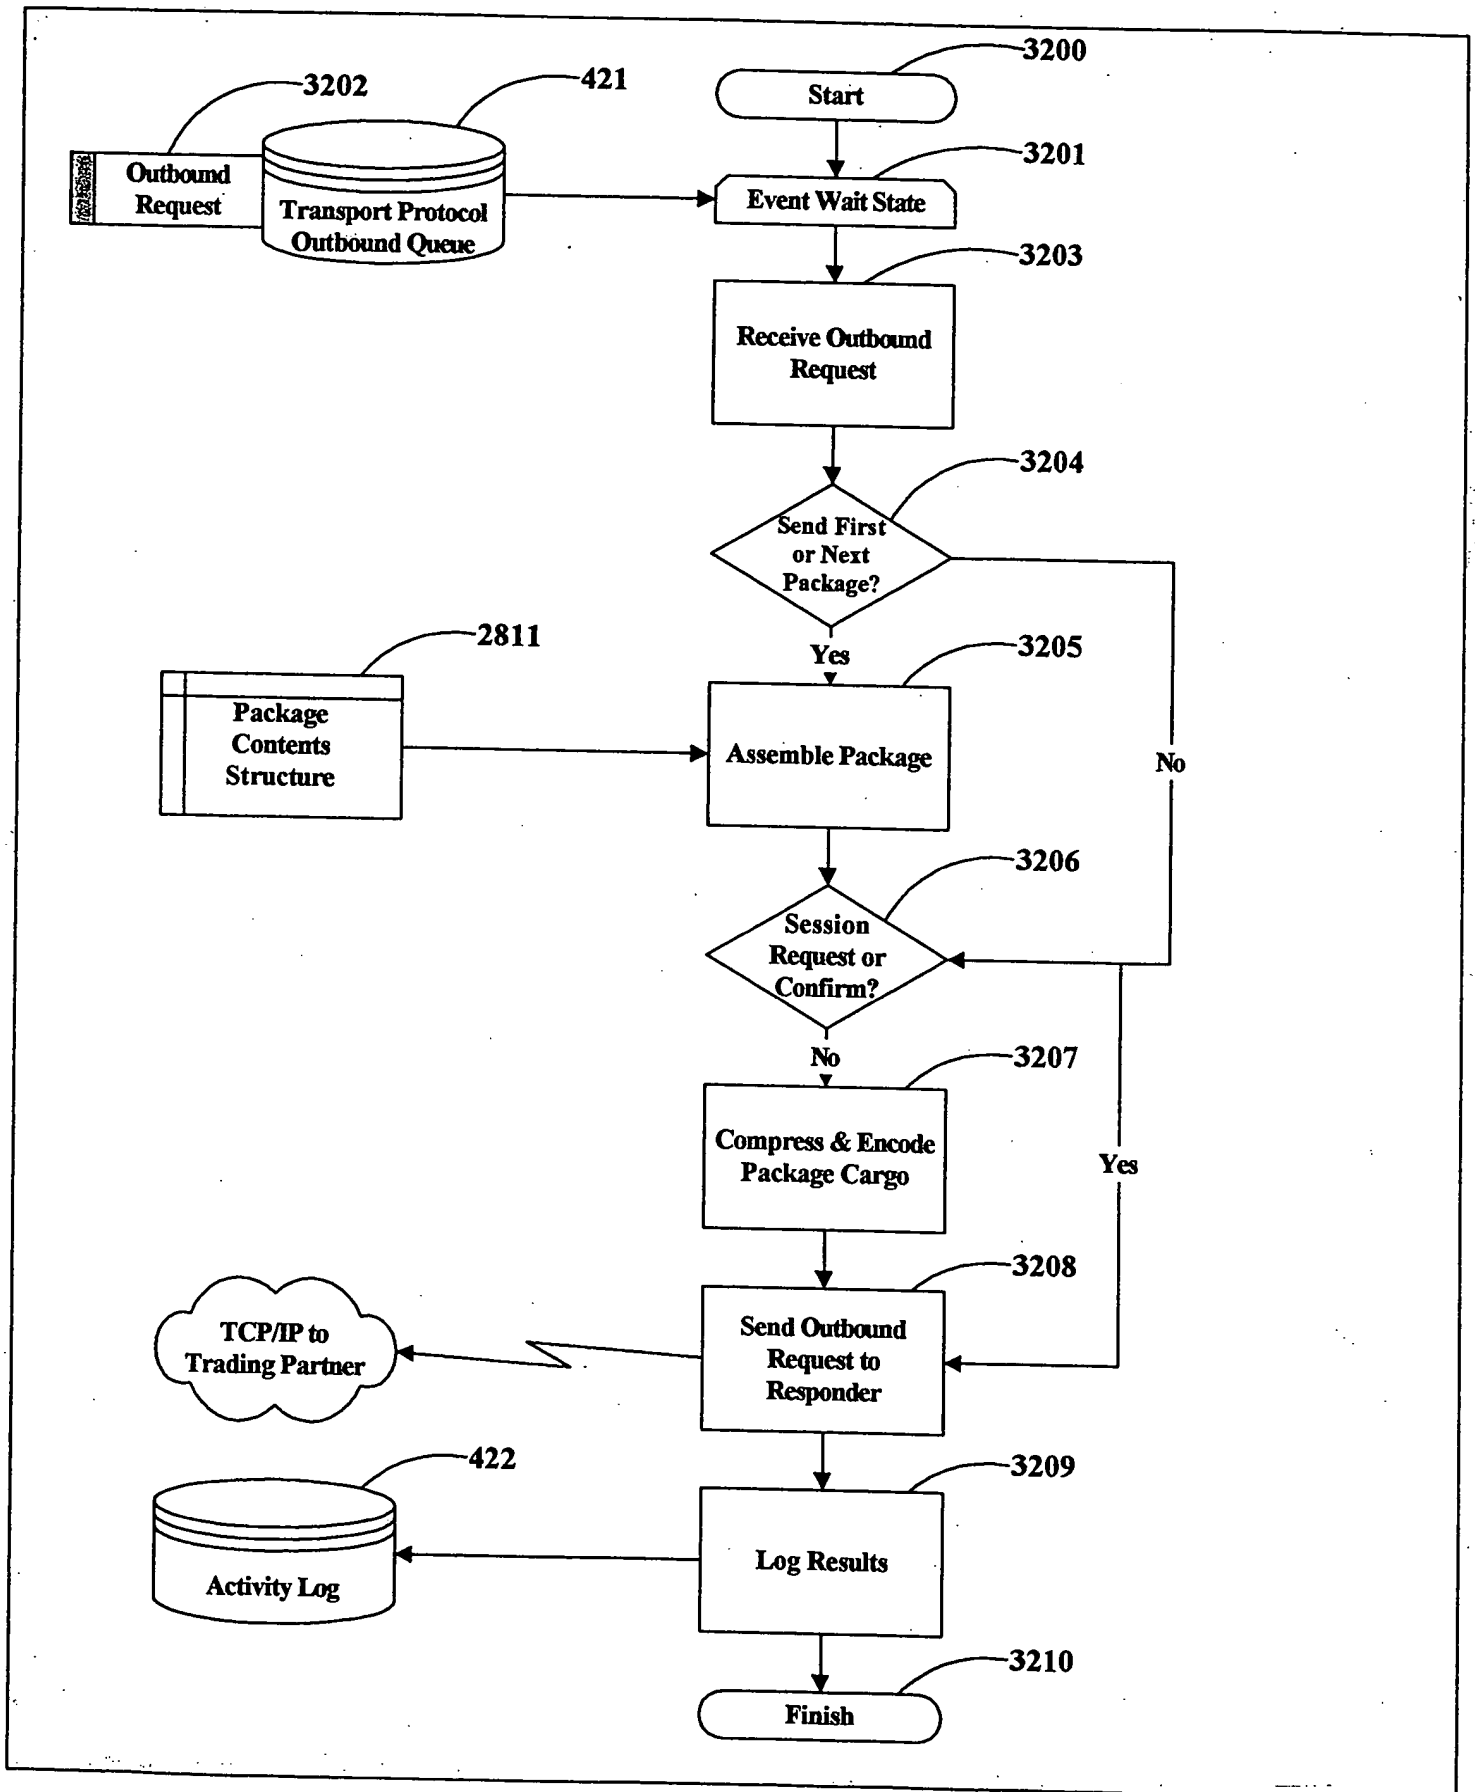 3200
Start
3202
421
Outbound
Request
Transport Protocol
Outbound Queue
3201
Event Wait State
3203
Receive Outbound
Request
3204
Send First
or Next
Package?
Yes
No
2811
Package
Contents
Structure
3205
Assemble Package
3206
Session
Request or
Confirm?
No
Yes
3207
Compress & Encode
Package Cargo
3208
Send Outbound
Request to
Responder
TCP/IP to
Trading Partner
422
Activity Log
3209
Log Results
3210
Finish